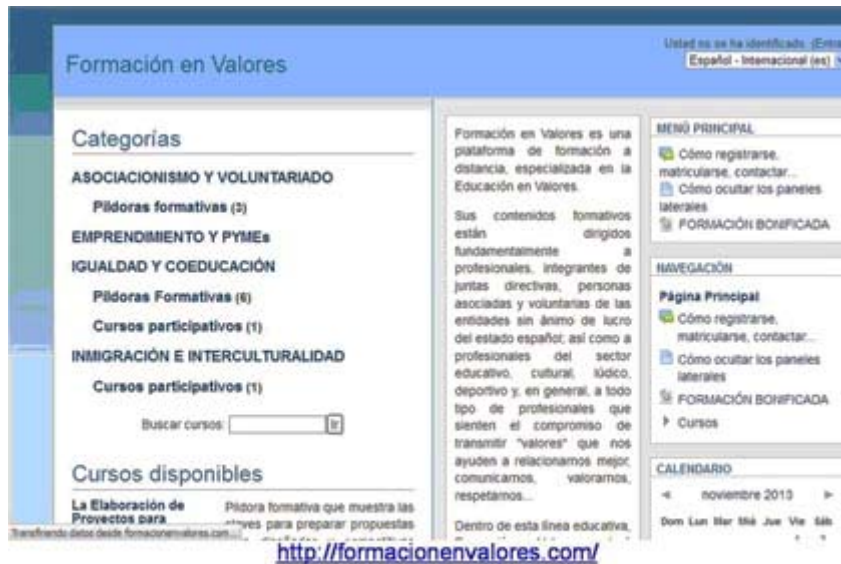 Formación en Valores
Usted no se ha identificado. (Entra
Español - Internacional (es)
Categorías
ASOCIACIONISMO Y VOLUNTARIADO
Píldoras formativas (3)
EMPRENDIMIENTO Y PYMEs
IGUALDAD Y COEDUCACIÓN
Píldoras Formativas (6)
Cursos participativos (1)
INMIGRACIÓN E INTERCULTURALIDAD
Cursos participativos (1)
Buscar cursos:
Ir
Cursos disponibles
La Elaboración de
Proyectos para
Píldora formativa que muestra las
claves para preparar propuestas
Transfiriendo datos desde formacionenvalores.com...
Formación en Valores es una
plataforma de formación a
distancia, especializada en la
Educación en Valores.
Sus contenidos formativos
están dirigidos
fundamentalmente a
profesionales, integrantes de
juntas directivas, personas
asociadas y voluntarias de las
entidades sin ánimo de lucro
del estado español; así como a
profesionales del sector
educativo, cultural, lúdico,
deportivo y, en general, a todo
tipo de profesionales que
sienten el compromiso de
transmitir "valores" que nos
ayuden a relacionarnos mejor,
comunicarnos, valorarnos,
respetarnos...
Dentro de esta línea educativa,
MENÚ PRINCIPAL
Cómo registrarse,
matricularse, contactar...
Cómo ocultar los paneles
laterales
FORMACIÓN BONIFICADA
NAVEGACIÓN
Página Principal
Cómo registrarse,
matricularse, contactar...
Cómo ocultar los paneles
laterales
FORMACIÓN BONIFICADA
Cursos
CALENDARIO
noviembre 2013
Dom Lun Mar Mié Jue Vie Sáb
http://formacionenvalores.com/